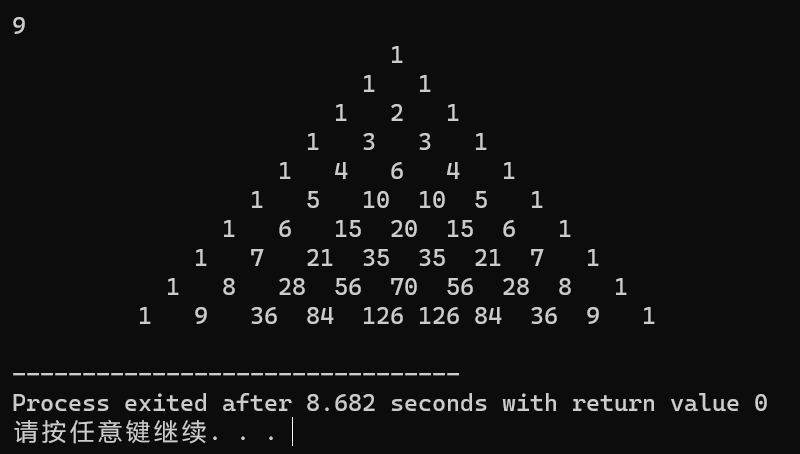 9
1
1 1
1 2 1
1 3 3 1
1 4 6 4 1
1 5 10 10 5 1
1 6 15 20 15 6 1
1 7 21 35 35 21 7 1
1 8 28 56 70 56 28 8 1
1 9 36 84 126 126 84 36 9 1
--------------------------------
Process exited after 8.682 seconds with return value 0
请按任意键继续. . .